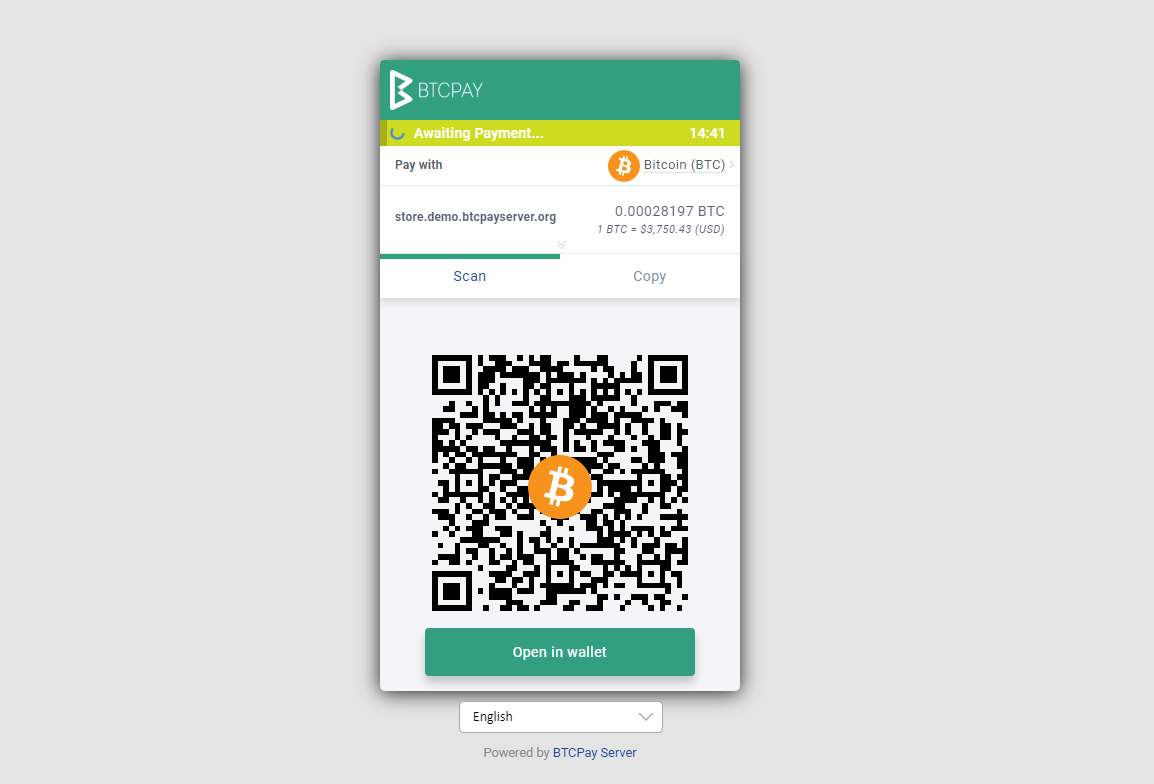 BTCPAY
Awaiting Payment... 14:41
Pay with Bitcoin (BTC)
store.demo.btcpayserver.org
0.00028197 BTC
1 BTC = $3,750.43 (USD)
Scan Copy
Open in wallet
English
Powered by BTCPay Server